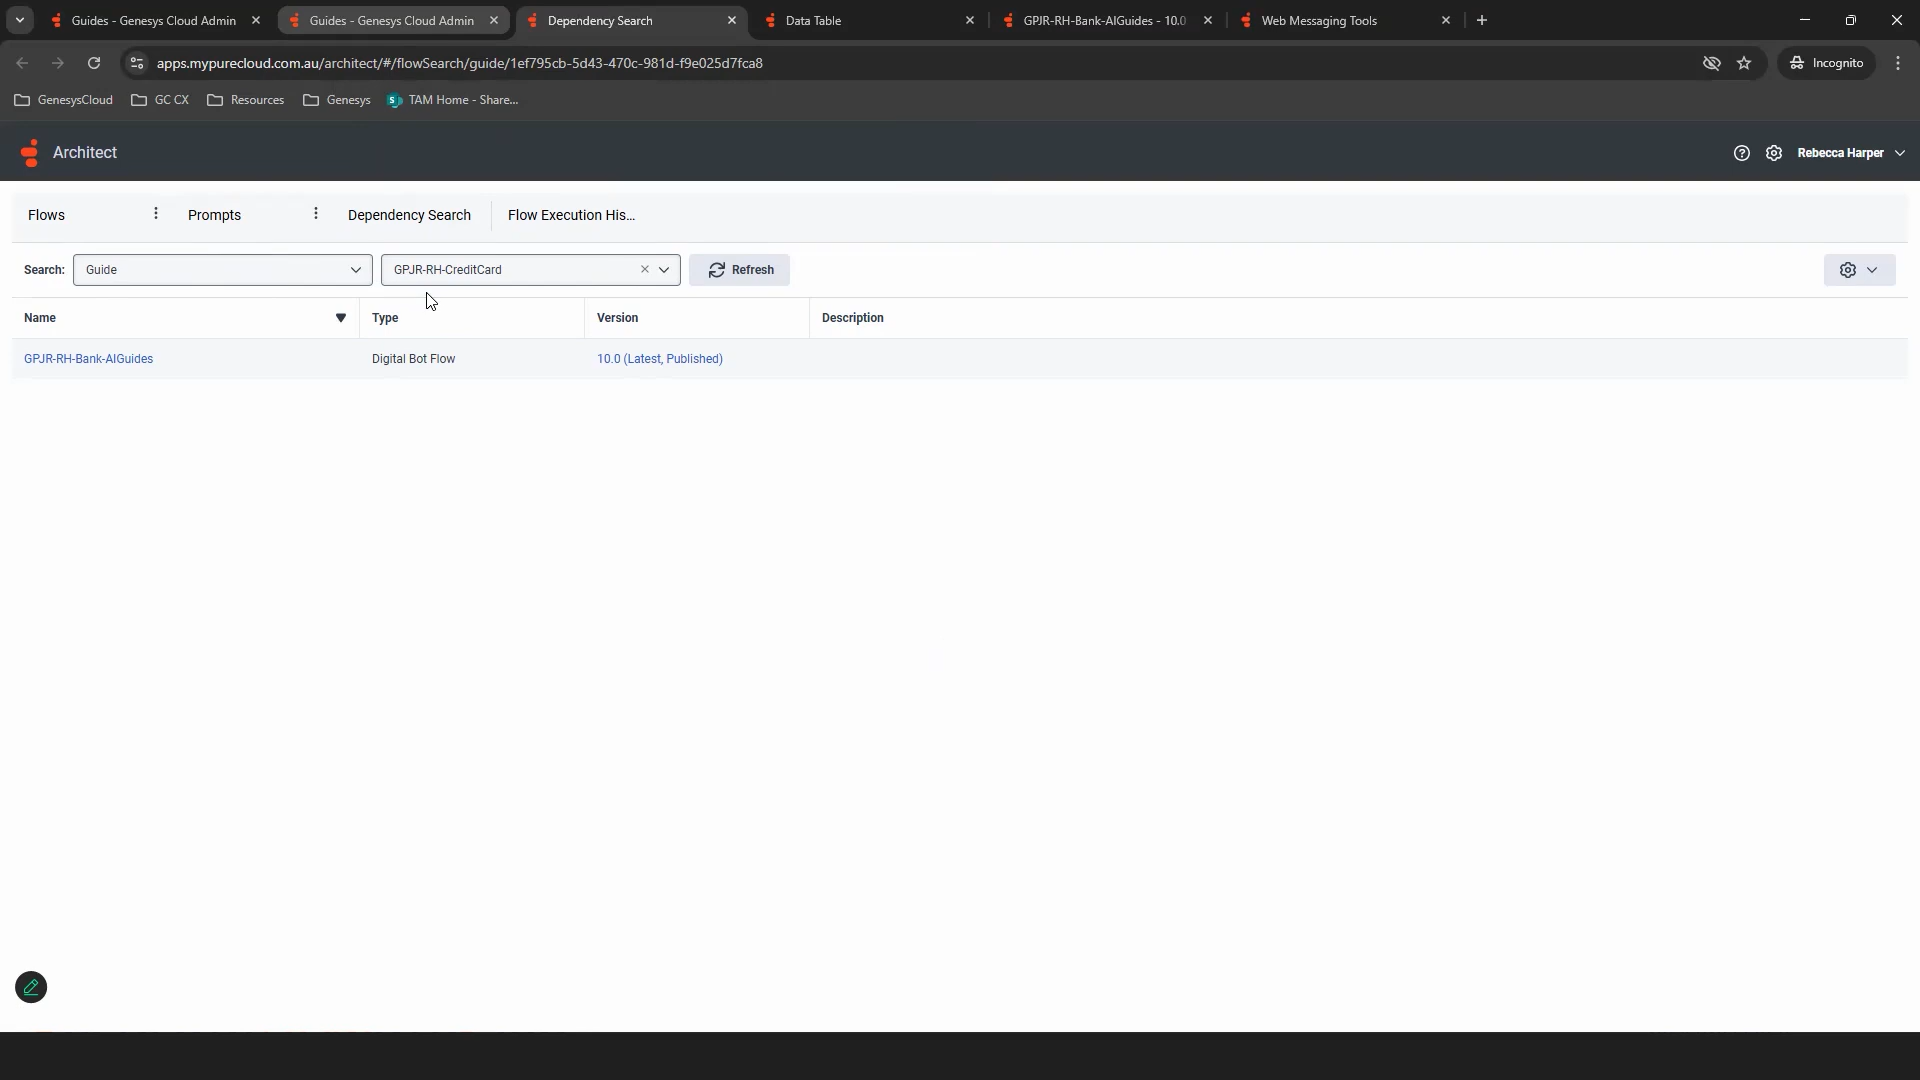 Guides - Genesys Cloud Admin
Guides - Genesys Cloud Admin
Dependency Search
Data Table
GPJR-RH-Bank-AIGuides - 10.0
Web Messaging Tools
apps.mypurecloud.com.au/architect/#/flowSearch/guide/1ef795cb-5d43-470c-981d-f9e025d7fca8
Incognito
GenesysCloud
GC CX
Resources
Genesys
TAM Home - Share...
Architect
Rebecca Harper
Flows
Prompts
Dependency Search
Flow Execution His...
Search:
Guide
GPJR-RH-CreditCard
Refresh
Name
Type
Version
Description
GPJR-RH-Bank-AIGuides
Digital Bot Flow
10.0 (Latest, Published)